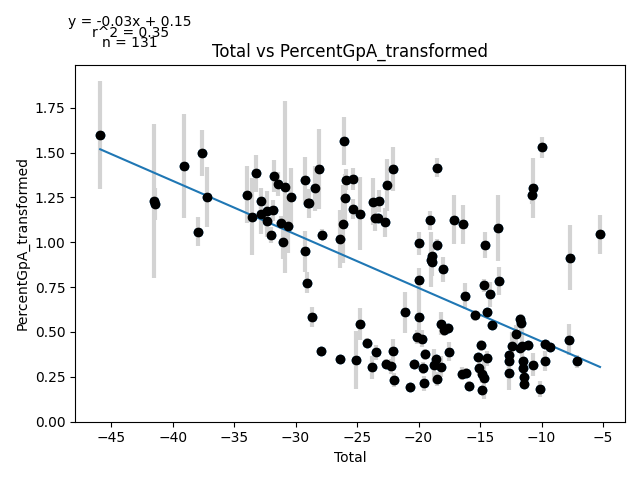 y = -0.03x + 0.15
r^2 = 0.35
n = 131
Total vs PercentGpA_transformed
PercentGpA_transformed
1.75
1.50
1.25
1.00
0.75
0.50
0.25
0.00
−45
−40
−35
−30
−25
−20
−15
−10
−5
Total